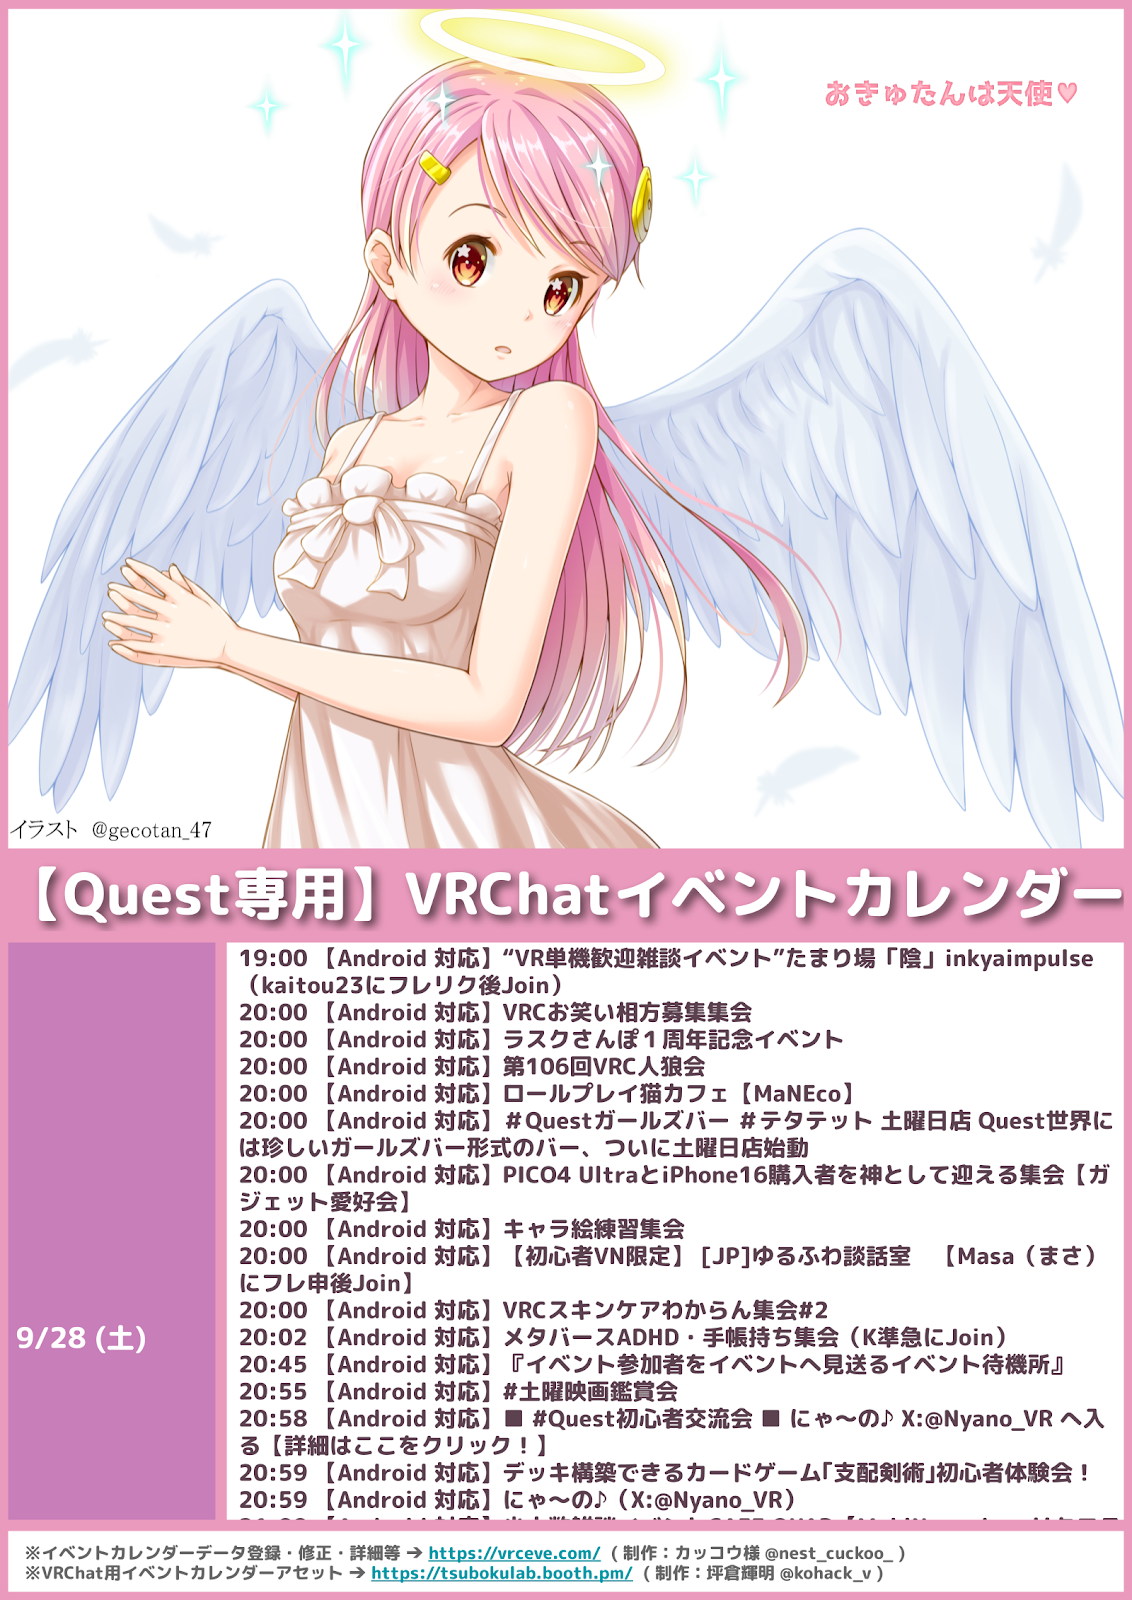 おきゅたんは天使♥
イラスト @gecotan_47
【Quest専用】VRChatイベントカレンダー
9/28 (土)
19:00 【Android 対応】“VR単機歓迎雑談イベント”たまり場「陰」inkyaimpulse
（kaitou23にフレリク後Join）
20:00 【Android 対応】VRCお笑い相方募集集会
20:00 【Android 対応】ラスクさんぽ１周年記念イベント
20:00 【Android 対応】第106回VRC人狼会
20:00 【Android 対応】ロールプレイ猫カフェ【MaNEco】
20:00 【Android 対応】＃Questガールズバー ＃テタテット 土曜日店 Quest世界に
は珍しいガールズバー形式のバー、ついに土曜日店始動
20:00 【Android 対応】PICO4 UltraとiPhone16購入者を神として迎える集会【ガ
ジェット愛好会】
20:00 【Android 対応】キャラ絵練習集会
20:00 【Android 対応】【初心者VN限定】 [JP]ゆるふわ談話室　【Masa（まさ）
にフレ申後Join】
20:00 【Android 対応】VRCスキンケアわからん集会#2
20:02 【Android 対応】メタバースADHD・手帳持ち集会（K準急にJoin）
20:45 【Android 対応】『イベント参加者をイベントへ見送るイベント待機所』
20:55 【Android 対応】#土曜映画鑑賞会
20:58 【Android 対応】■ #Quest初心者交流会 ■ にゃ〜の♪ X:@Nyano_VR へ入
る【詳細はここをクリック！】
20:59 【Android 対応】デッキ構築できるカードゲーム｢支配剣術｣初心者体験会！
20:59 【Android 対応】にゃ〜の♪（X:@Nyano_VR）
※イベントカレンダーデータ登録・修正・詳細等 ➔ https://vrceve.com/ （ 制作：カッコウ様 @nest_cuckoo_ ）
※VRChat用イベントカレンダーアセット ➔ https://tsubokulab.booth.pm/ （ 制作：坪倉輝明 @kohack_v ）